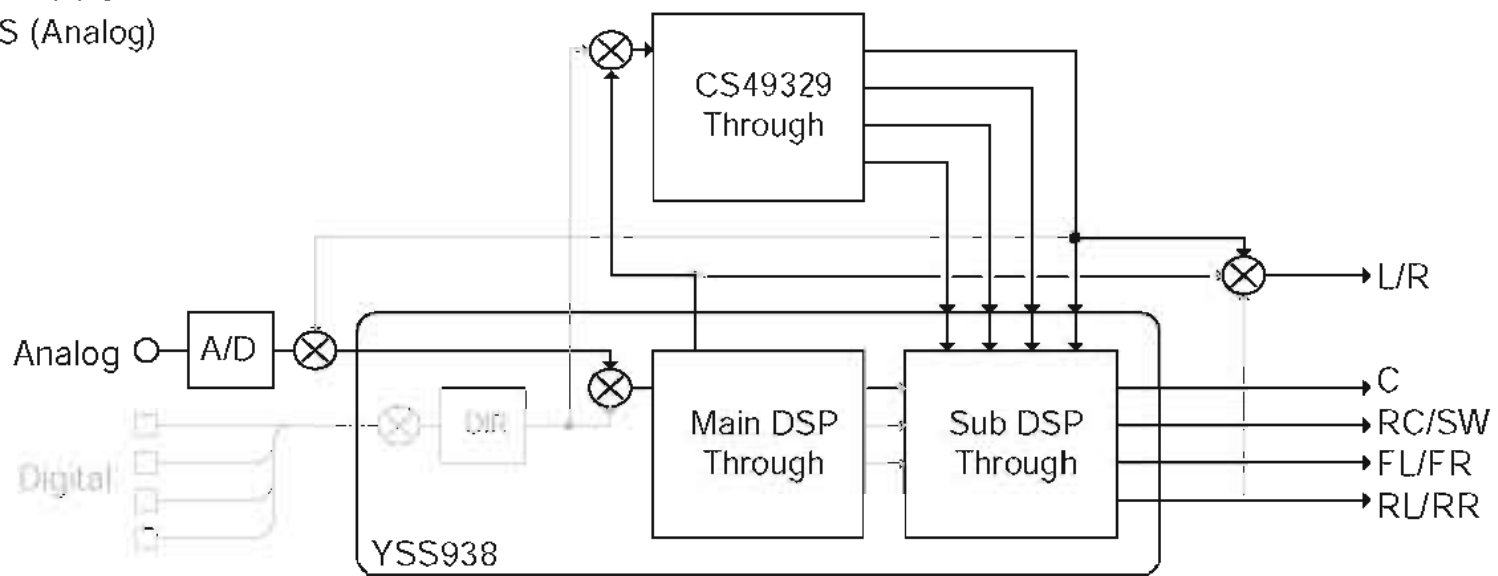 S (Analog)
CS49329
Through
L/R
Analog
A/D
C
DIR
Main DSP
Through
Sub DSP
Through
RC/SW
FL/FR
RL/RR
Digital
YSS938